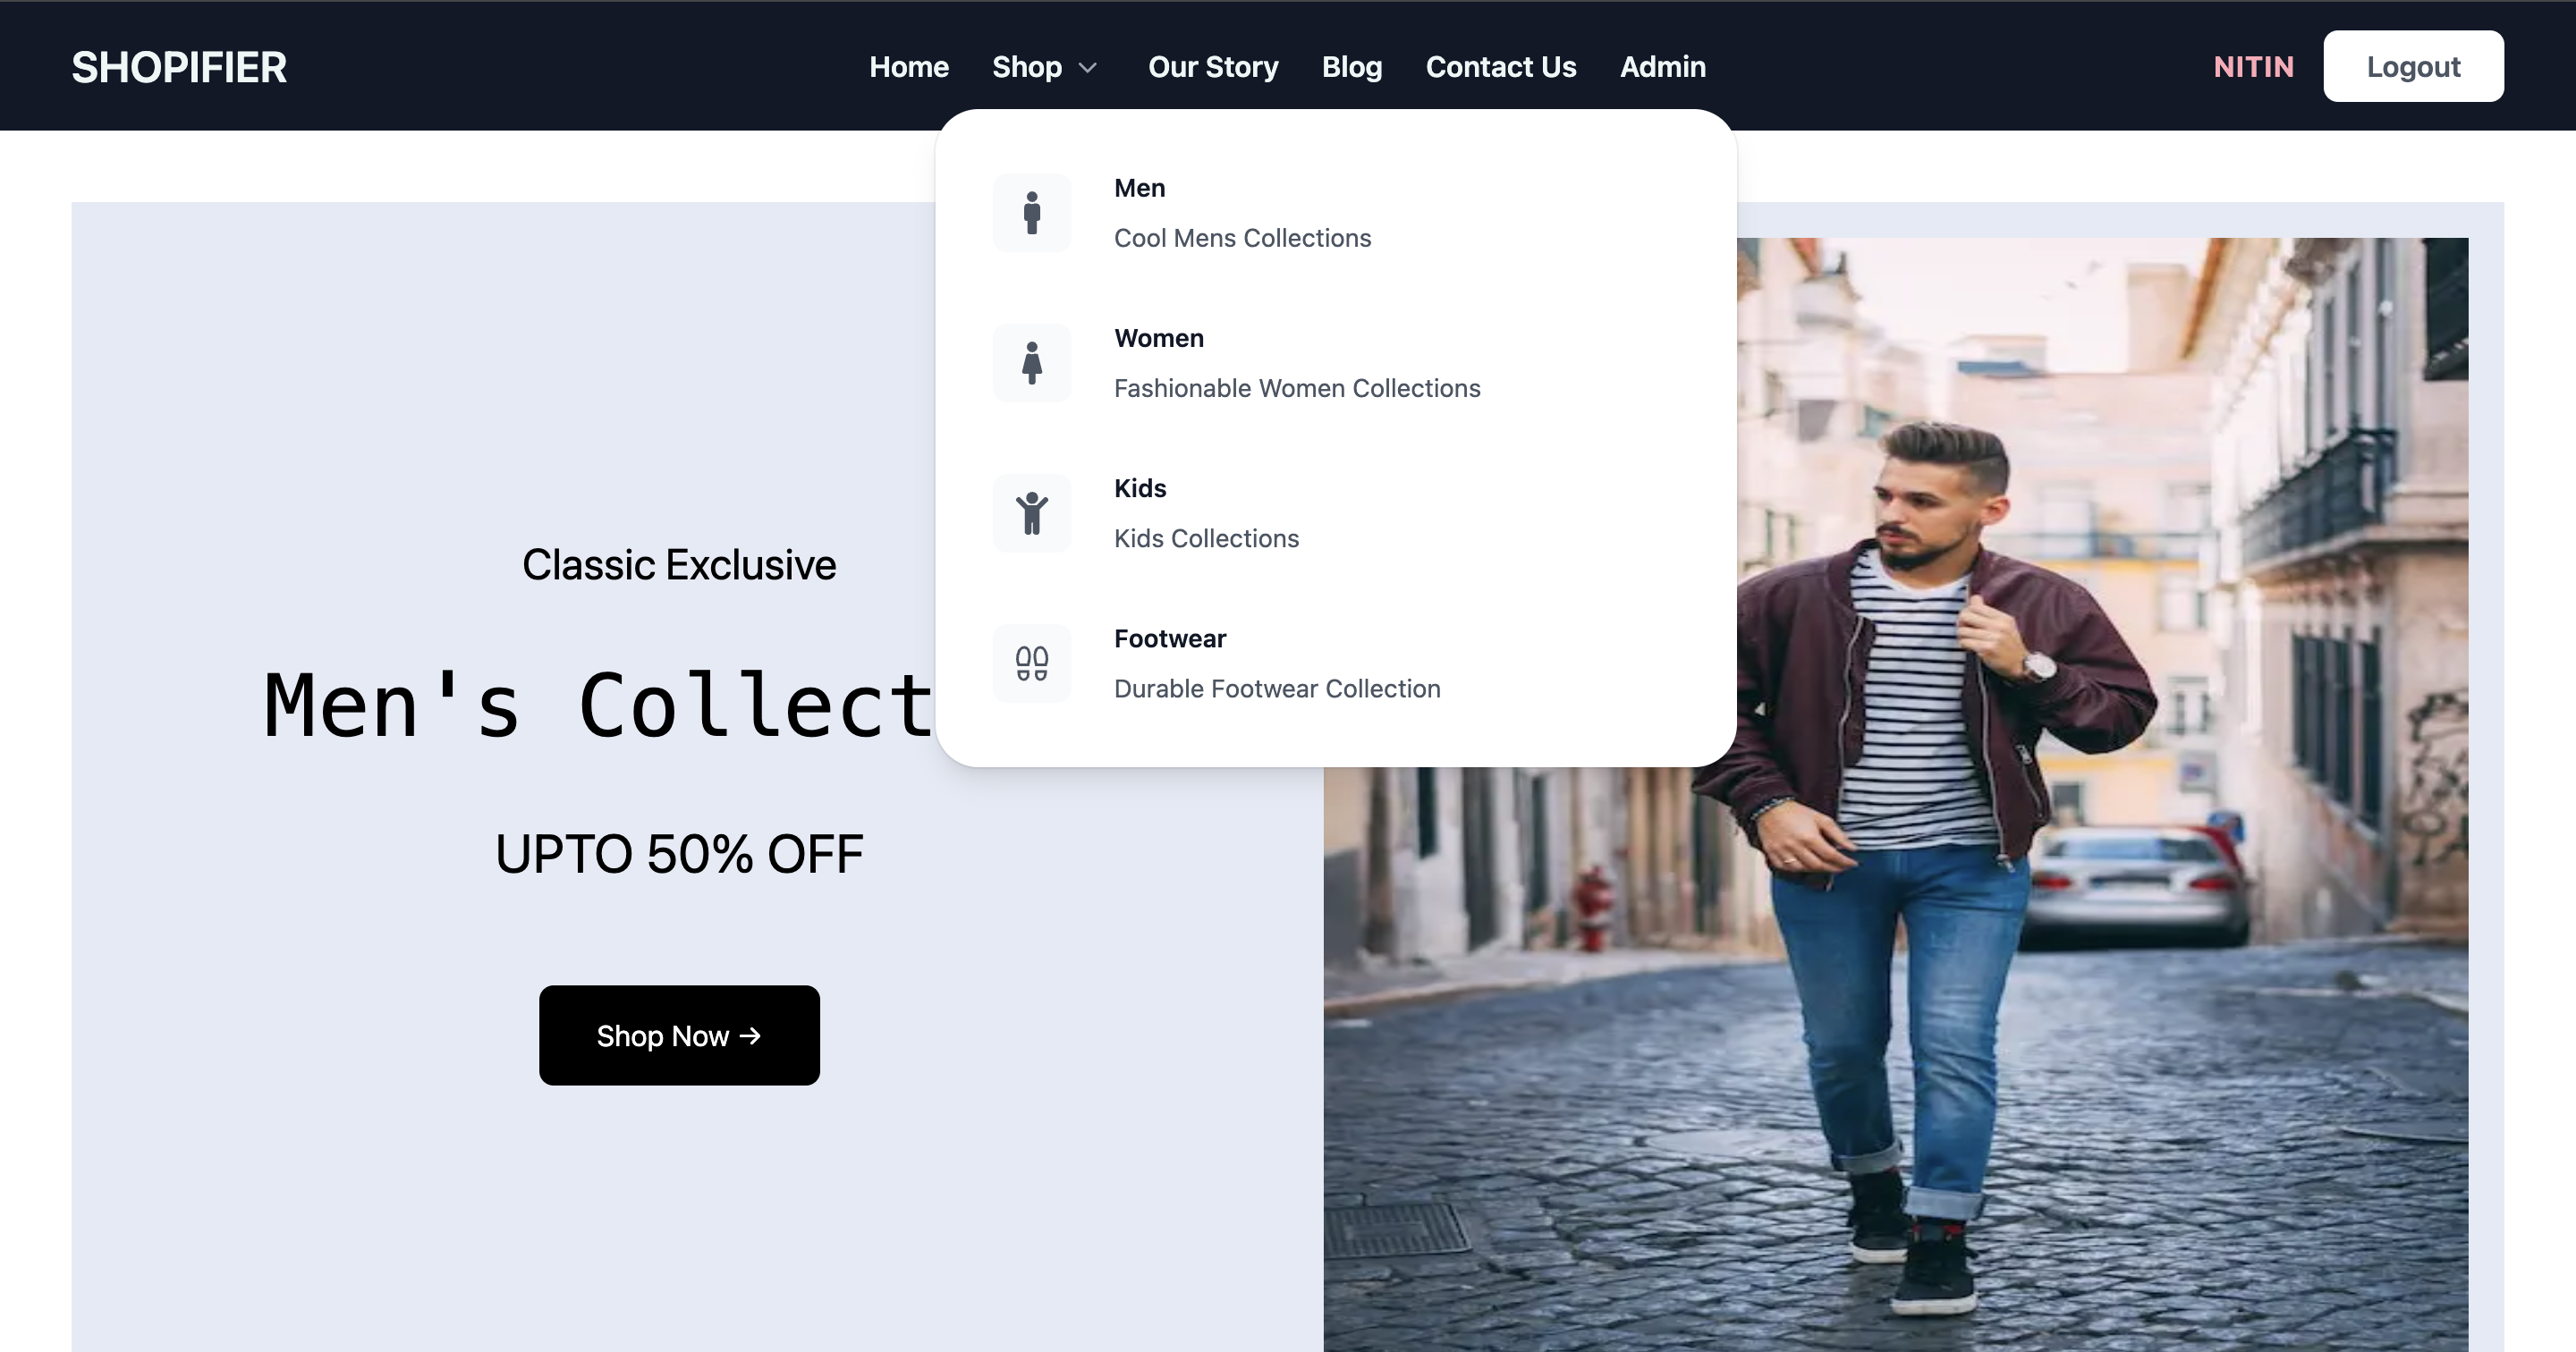 SHOPIFIER
Home Shop Our Story Blog Contact Us Admin
NITIN Logout
Men
Cool Mens Collections
Women
Fashionable Women Collections
Kids
Kids Collections
Footwear
Durable Footwear Collection
Classic Exclusive
Men's Collect
UPTO 50% OFF
Shop Now →